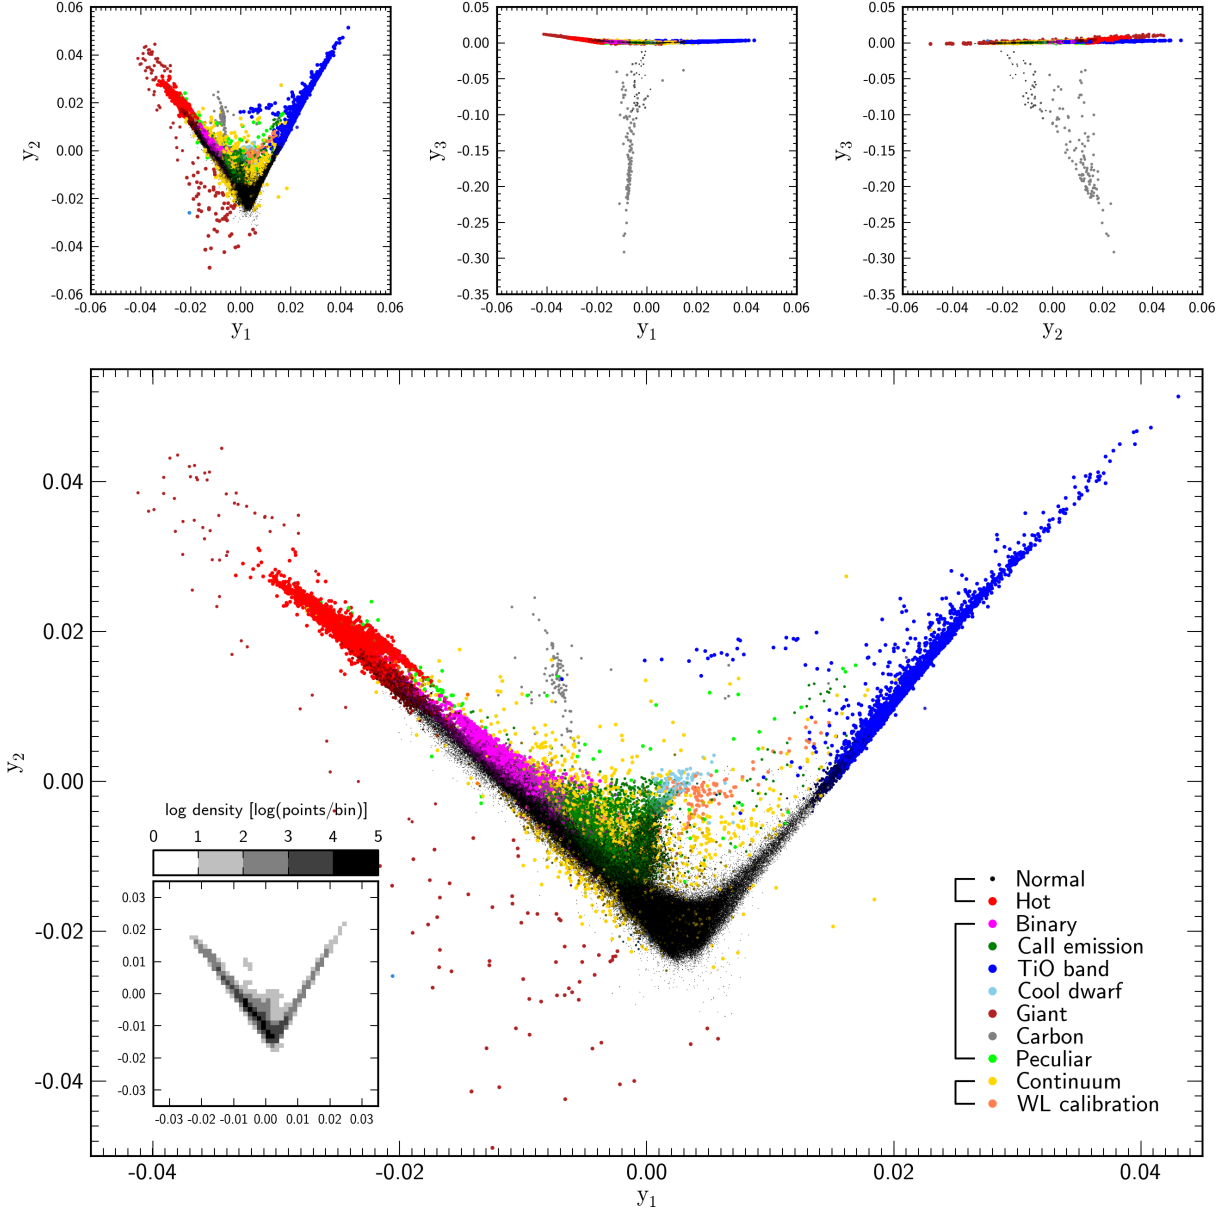 0.06
0.04
0.02
0.00
-0.02
-0.04
-0.06
y2
-0.06 -0.04 -0.02 0.00 0.02 0.04 0.06
y1
0.00
-0.05
-0.10
-0.15
-0.20
-0.25
-0.30
-0.35
y3
-0.06 -0.04 -0.02 0.00 0.02 0.04 0.06
y1
0.00
-0.05
-0.10
-0.15
-0.20
-0.25
-0.30
-0.35
y3
-0.06 -0.04 -0.02 0.00 0.02 0.04 0.06
y2
0.04
0.02
0.00
-0.02
-0.04
y2
-0.04 -0.02 0.00 0.02 0.04
y1
log density [log(points/bin)]
0 1 2 3 4 5
0.03
0.02
0.01
0.00
-0.01
-0.02
-0.03
-0.03 -0.02 -0.01 0.00 0.01 0.02 0.03
Normal
Hot
Binary
CaII emission
TiO band
Cool dwarf
Giant
Carbon
Peculiar
Continuum
WL calibration